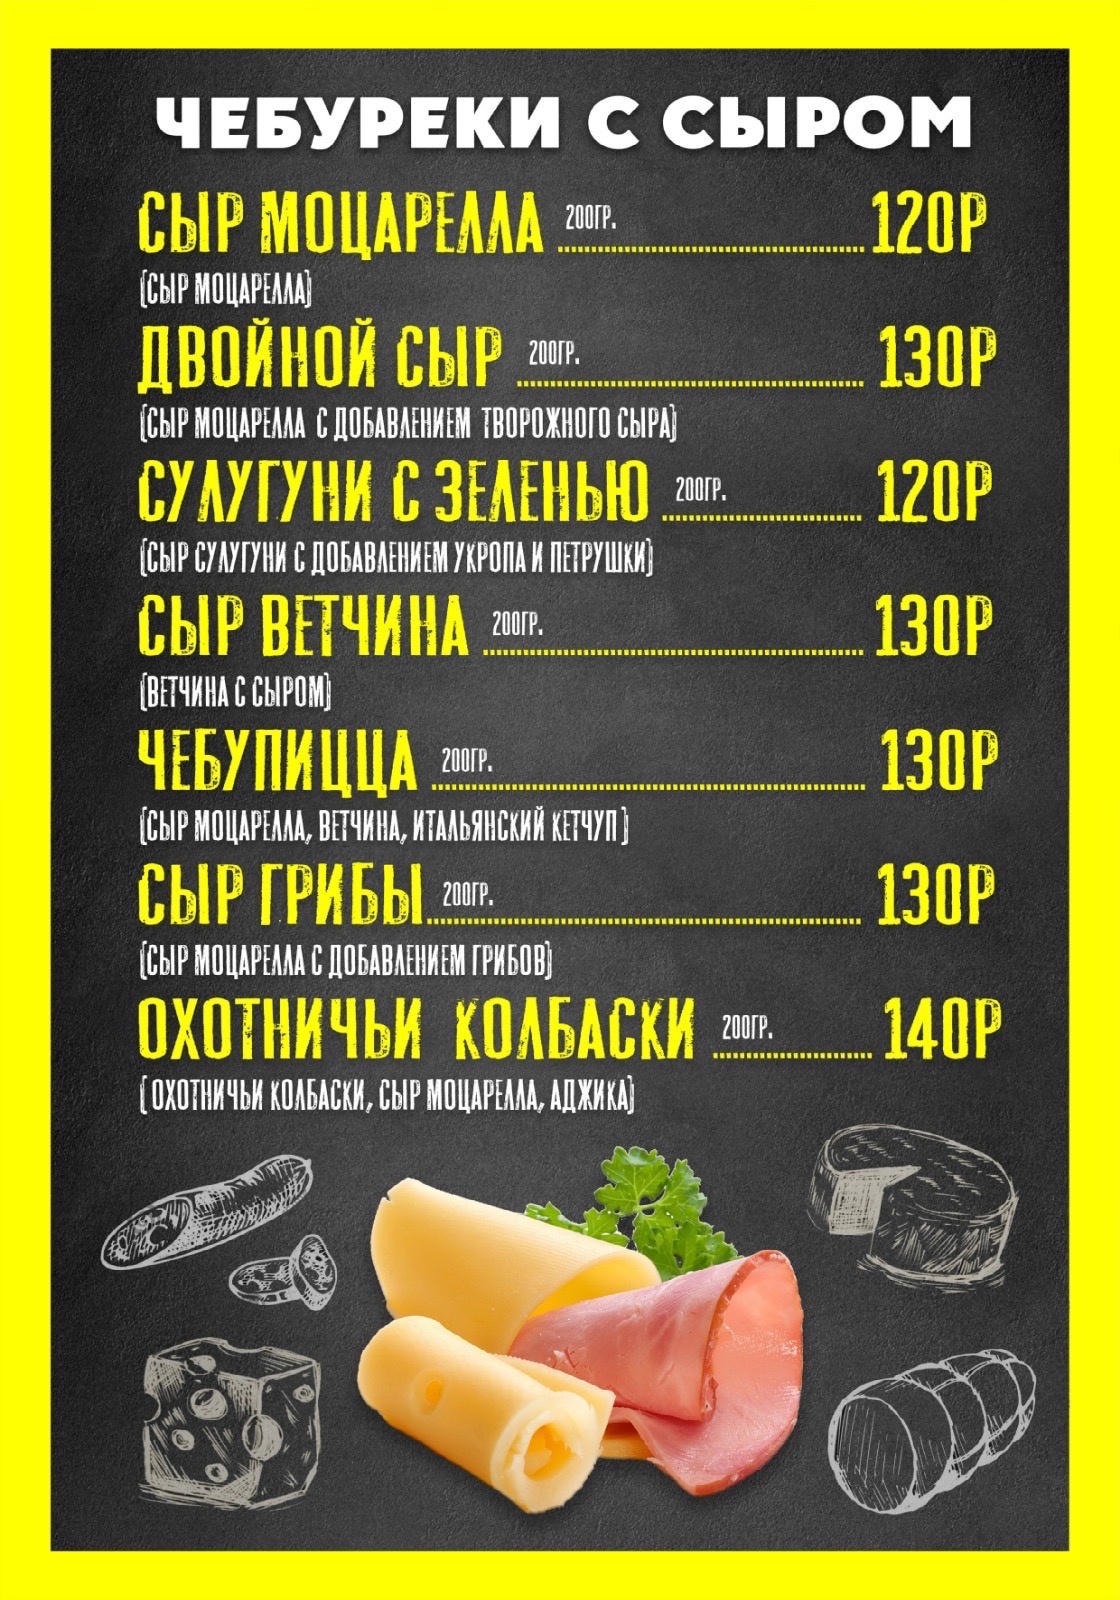 ЧЕБУРЕКИ С СЫРОМ
СЫР МОЦАРЕЛЛА 200ГР. 120Р
(СЫР МОЦАРЕЛЛА)
ДВОЙНОЙ СЫР 200ГР. 130Р
(СЫР МОЦАРЕЛЛА С ДОБАВЛЕНИЕМ ТВОРОЖНОГО СЫРА)
СУЛУГУНИ С ЗЕЛЕНЬЮ 200ГР. 120Р
(СЫР СУЛУГУНИ С ДОБАВЛЕНИЕМ УКРОПА И ПЕТРУШКИ)
СЫР ВЕТЧИНА 200ГР. 130Р
(ВЕТЧИНА С СЫРОМ)
ЧЕБУПИЦЦА 200ГР. 130Р
(СЫР МОЦАРЕЛЛА, ВЕТЧИНА, ИТАЛЬЯНСКИЙ КЕТЧУП )
СЫР ГРИБЫ 200ГР. 130Р
(СЫР МОЦАРЕЛЛА С ДОБАВЛЕНИЕМ ГРИБОВ)
ОХОТНИЧЬИ КОЛБАСКИ 200ГР. 140Р
( ОХОТНИЧЬИ КОЛБАСКИ, СЫР МОЦАРЕЛЛА, АДЖИКА)